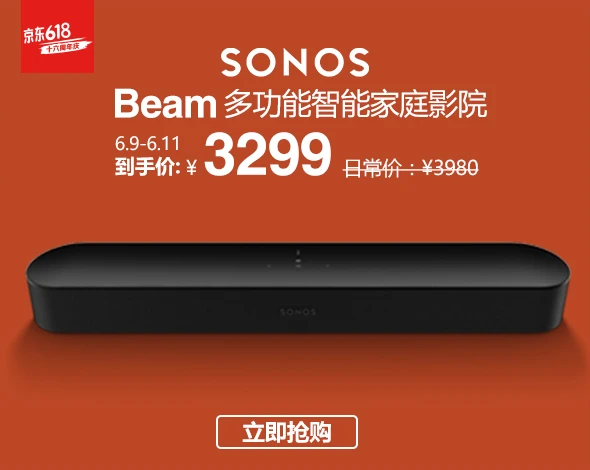 京东618
十六周年庆
SONOS
Beam 多功能智能家庭影院
6.9-6.11
到手价: ¥ 3299 日常价：¥3980
SONOS
立即抢购